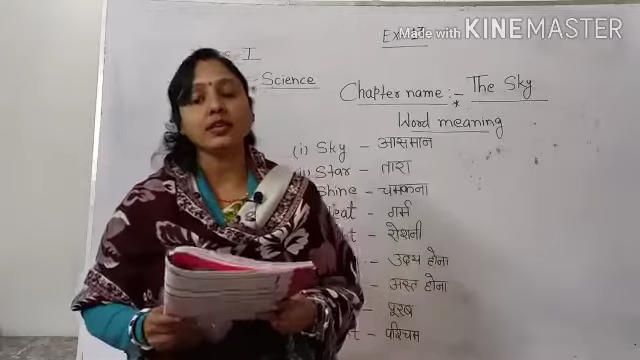 Made with KINEMASTER
I
Science
Chapter name :- The Sky
Word meaning
(i) Sky - आसमान
Star - तारा
Shine - चमकना
Heat - गर्म
- रोशनी
- उदय होना
- अस्त होना
- पूरब
- पश्चिम